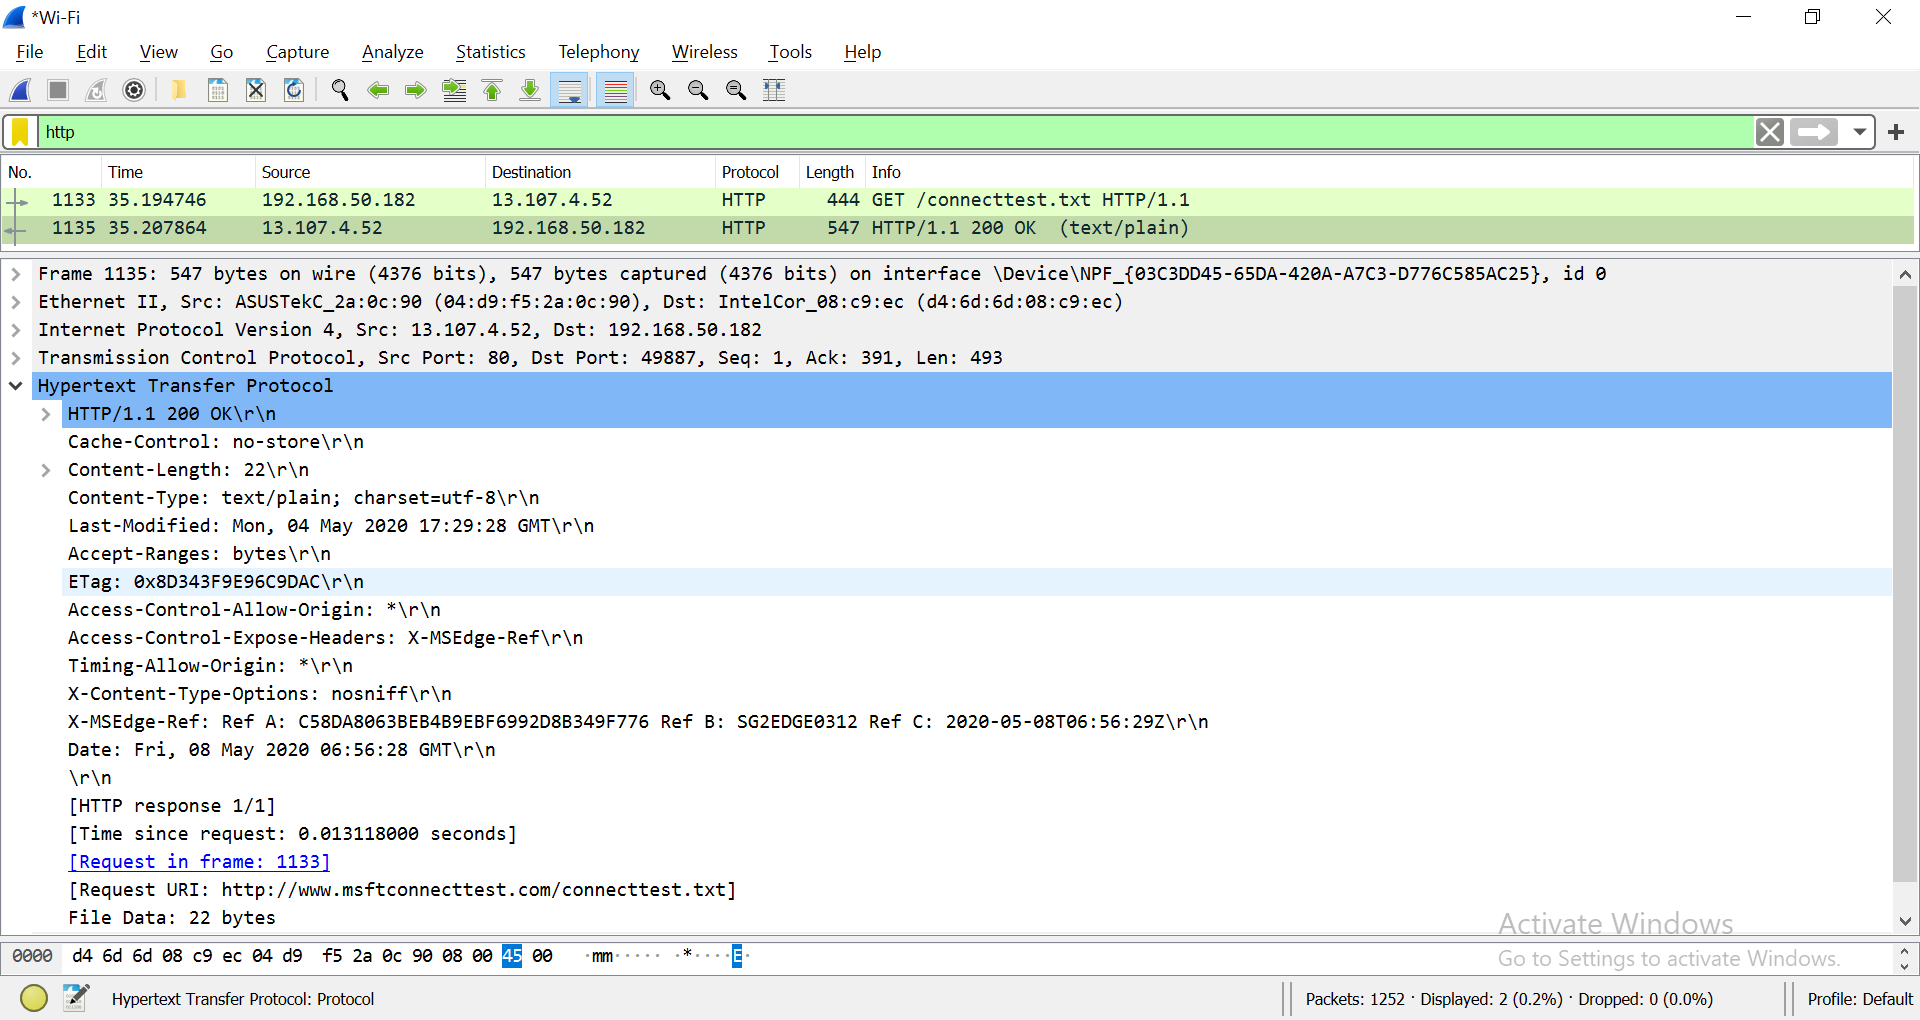 *Wi-Fi
File Edit View Go Capture Analyze Statistics Telephony Wireless Tools Help
http
No. Time Source Destination Protocol Length Info
1133 35.194746 192.168.50.182 13.107.4.52 HTTP 444 GET /connecttest.txt HTTP/1.1
1135 35.207864 13.107.4.52 192.168.50.182 HTTP 547 HTTP/1.1 200 OK (text/plain)
Frame 1135: 547 bytes on wire (4376 bits), 547 bytes captured (4376 bits) on interface \Device\NPF_{03C3DD45-65DA-420A-A7C3-D776C585AC25}, id 0
Ethernet II, Src: ASUSTekC_2a:0c:90 (04:d9:f5:2a:0c:90), Dst: IntelCor_08:c9:ec (d4:6d:6d:08:c9:ec)
Internet Protocol Version 4, Src: 13.107.4.52, Dst: 192.168.50.182
Transmission Control Protocol, Src Port: 80, Dst Port: 49887, Seq: 1, Ack: 391, Len: 493
Hypertext Transfer Protocol
HTTP/1.1 200 OK\r\n
Cache-Control: no-store\r\n
Content-Length: 22\r\n
Content-Type: text/plain; charset=utf-8\r\n
Last-Modified: Mon, 04 May 2020 17:29:28 GMT\r\n
Accept-Ranges: bytes\r\n
ETag: 0x8D343F9E96C9DAC\r\n
Access-Control-Allow-Origin: *\r\n
Access-Control-Expose-Headers: X-MSEdge-Ref\r\n
Timing-Allow-Origin: *\r\n
X-Content-Type-Options: nosniff\r\n
X-MSEdge-Ref: Ref A: C58DA8063BEB4B9EBF6992D8B349F776 Ref B: SG2EDGE0312 Ref C: 2020-05-08T06:56:29Z\r\n
Date: Fri, 08 May 2020 06:56:28 GMT\r\n
\r\n
[HTTP response 1/1]
[Time since request: 0.013118000 seconds]
[Request in frame: 1133]
[Request URI: http://www.msftconnecttest.com/connecttest.txt]
File Data: 22 bytes
Activate Windows
0000 d4 6d 6d 08 c9 ec 04 d9 f5 2a 0c 90 08 00 45 00 ·mm····· ·*····E·
Go to Settings to activate Windows.
Hypertext Transfer Protocol: Protocol
Packets: 1252 · Displayed: 2 (0.2%) · Dropped: 0 (0.0%)
Profile: Default